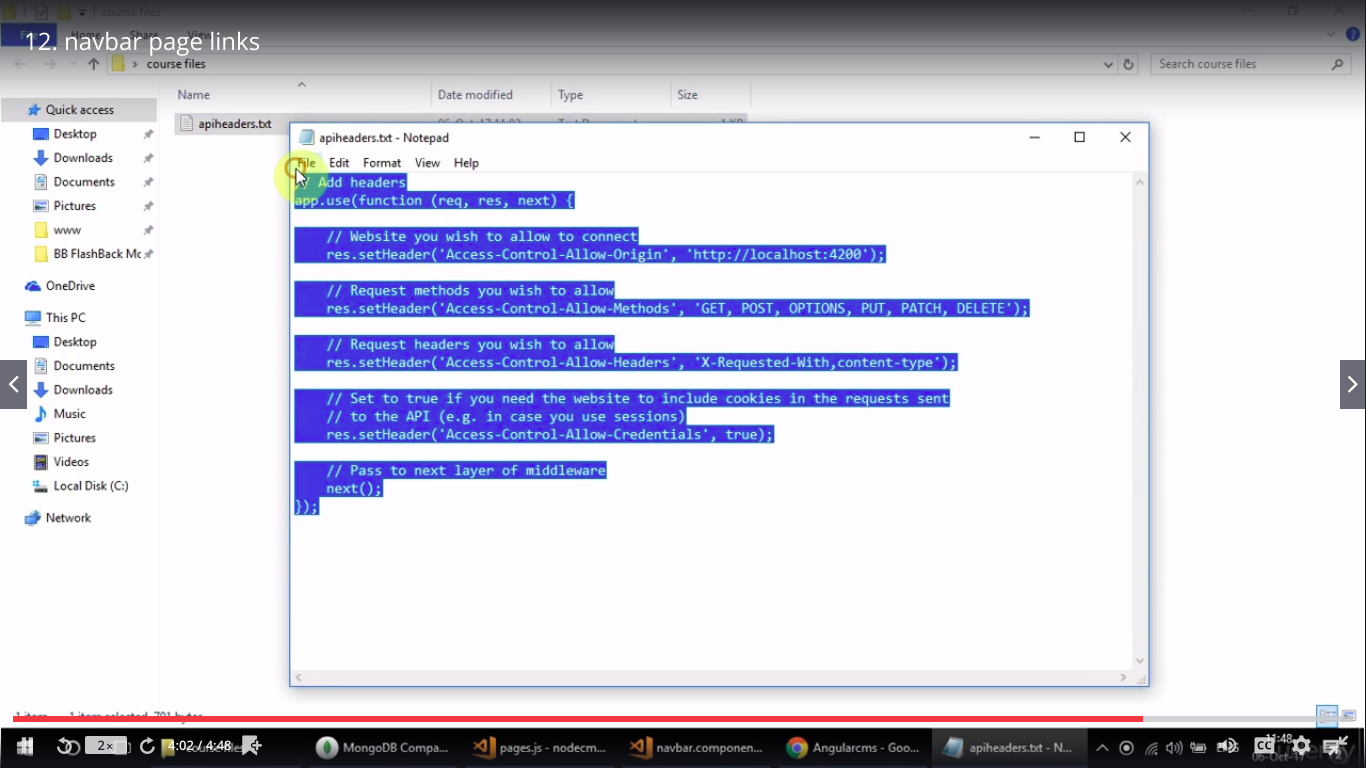 course files
File
Home
Share
View
12. navbar page links
course files
Search course files
Name
Date modified
Type
Size
Quick access
Desktop
Downloads
Documents
Pictures
www
BB FlashBack Mc
OneDrive
This PC
Desktop
Documents
Downloads
Music
Pictures
Videos
Local Disk (C:)
Network
apiheaders.txt
apiheaders.txt - Notepad
File Edit Format View Help
// Add headers
app.use(function (req, res, next) {
// Website you wish to allow to connect
res.setHeader('Access-Control-Allow-Origin', 'http://localhost:4200');
// Request methods you wish to allow
res.setHeader('Access-Control-Allow-Methods', 'GET, POST, OPTIONS, PUT, PATCH, DELETE');
// Request headers you wish to allow
res.setHeader('Access-Control-Allow-Headers', 'X-Requested-With,content-type');
// Set to true if you need the website to include cookies in the requests sent
// to the API (e.g. in case you use sessions)
res.setHeader('Access-Control-Allow-Credentials', true);
// Pass to next layer of middleware
next();
});
1 item 1 item selected 701 bytes
2×
4:02 / 4:48
MongoDB Compa...
pages.js - nodecm...
navbar.componen...
Angularcms - Goo...
apiheaders.txt - N...
CC
11:48
06-Oct-17